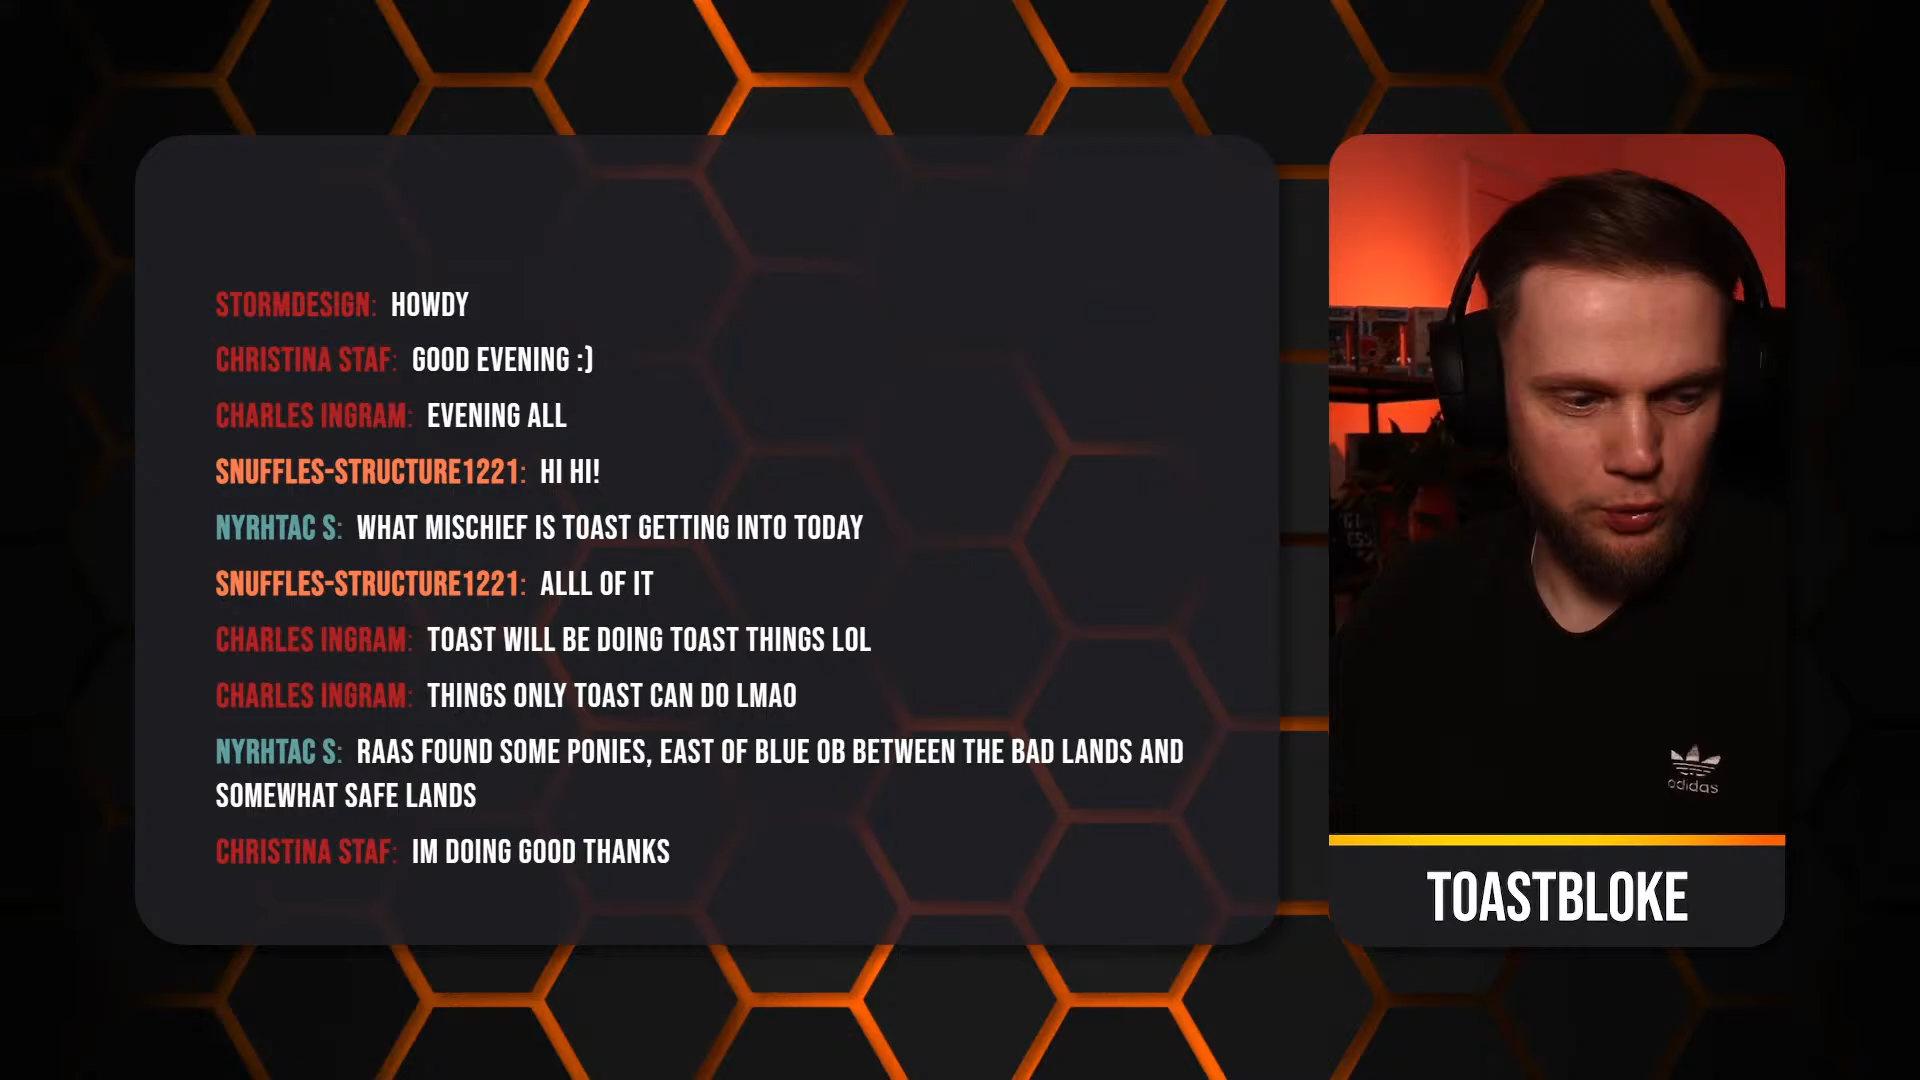 STORMDESIGN: HOWDY
CHRISTINA STAF: GOOD EVENING :)
CHARLES INGRAM: EVENING ALL
SNUFFLES-STRUCTURE1221: HI HI!
NYRHTAC S: WHAT MISCHIEF IS TOAST GETTING INTO TODAY
SNUFFLES-STRUCTURE1221: ALLL OF IT
CHARLES INGRAM: TOAST WILL BE DOING TOAST THINGS LOL
CHARLES INGRAM: THINGS ONLY TOAST CAN DO LMAO
NYRHTAC S: RAAS FOUND SOME PONIES, EAST OF BLUE OB BETWEEN THE BAD LANDS AND
SOMEWHAT SAFE LANDS
CHRISTINA STAF: IM DOING GOOD THANKS
adidas
TOASTBLOKE